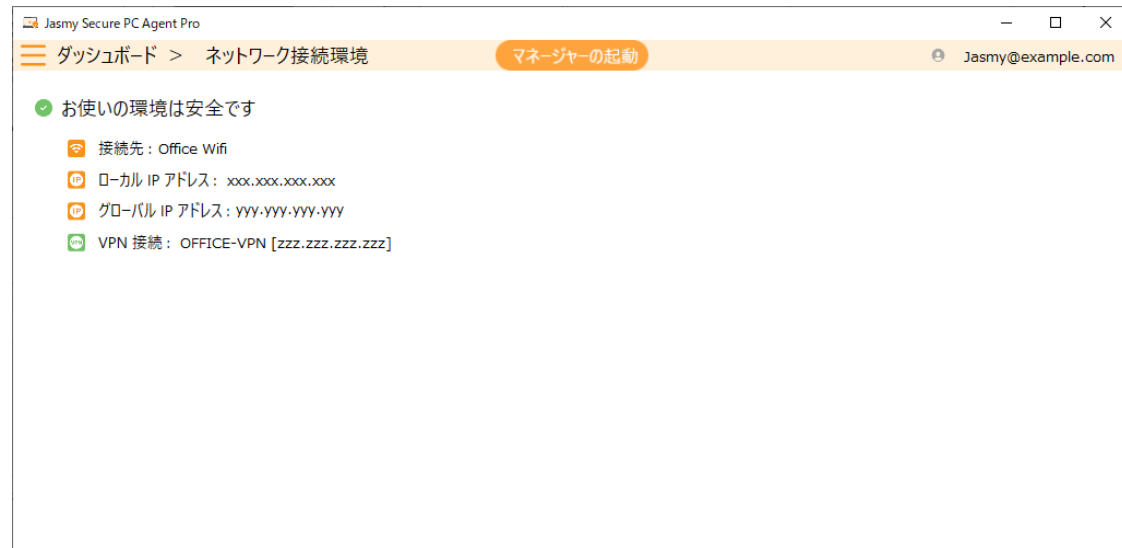 Jasmy Secure PC Agent Pro
ダッシュボード > ネットワーク接続環境 マネージャーの起動 Jasmy@example.com
お使いの環境は安全です
接続先 : Office Wifi
IP ローカル IP アドレス : xxx.xxx.xxx.xxx
IP グローバル IP アドレス : yyy.yyy.yyy.yyy
VPN VPN 接続 : OFFICE-VPN [zzz.zzz.zzz.zzz]